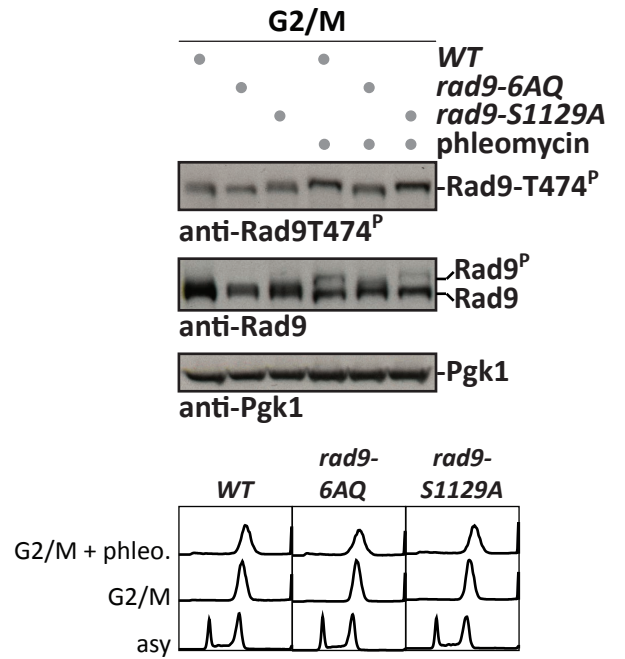 G2/M
WT
rad9-6AQ
rad9-S1129A
phleomycin
-Rad9-T474ᴾ
anti-Rad9T474ᴾ
Rad9ᴾ
Rad9
anti-Rad9
-Pgk1
anti-Pgk1
WT
rad9-
6AQ
rad9-
S1129A
G2/M + phleo.
G2/M
asy